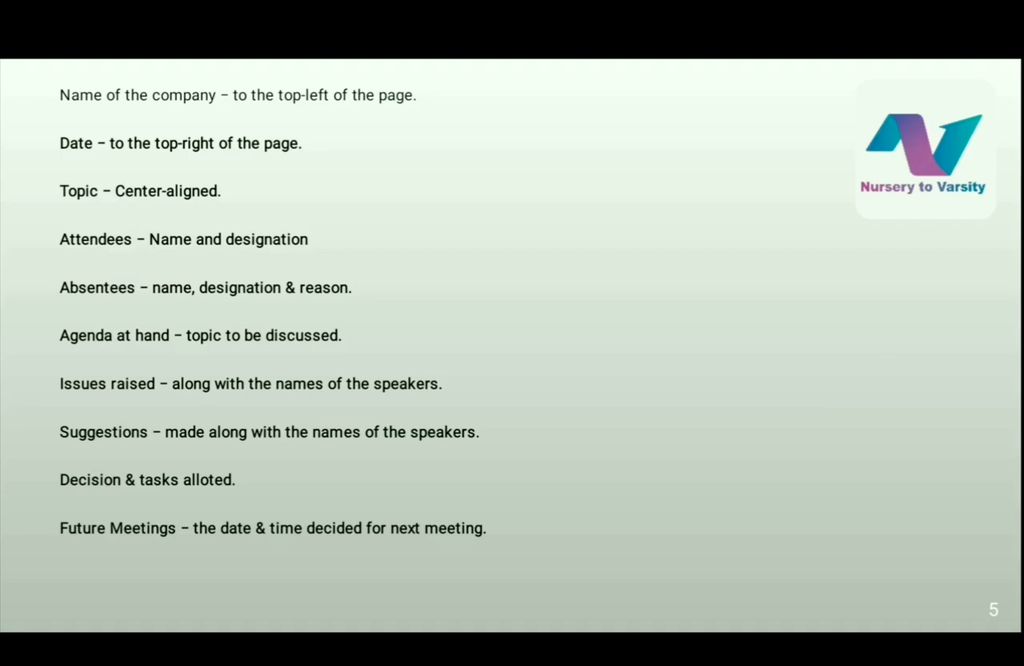 Name of the company – to the top-left of the page.
Date – to the top-right of the page.
Topic – Center-aligned.
Attendees – Name and designation
Absentees – name, designation & reason.
Agenda at hand – topic to be discussed.
Issues raised – along with the names of the speakers.
Suggestions – made along with the names of the speakers.
Decision & tasks alloted.
Future Meetings – the date & time decided for next meeting.
Nursery to Varsity
5